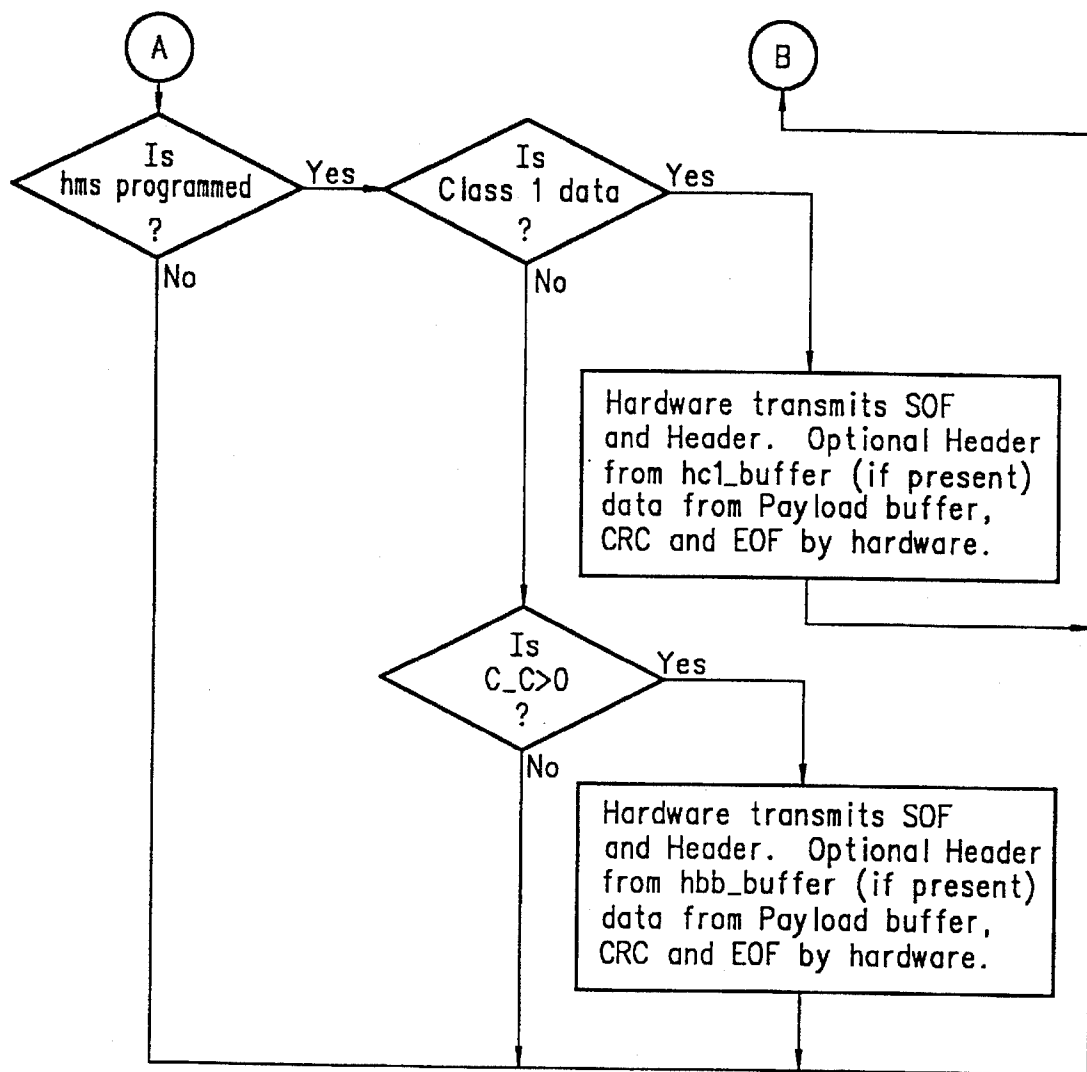 A
B
Is
hms programmed
?
Yes
No
Is
Class 1 data
?
Yes
No
Hardware transmits SOF
and Header. Optional Header
from hc1_buffer (if present)
data from Payload buffer,
CRC and EOF by hardware.
Is
C_C>0
?
Yes
No
Hardware transmits SOF
and Header. Optional Header
from hbb_buffer (if present)
data from Payload buffer,
CRC and EOF by hardware.